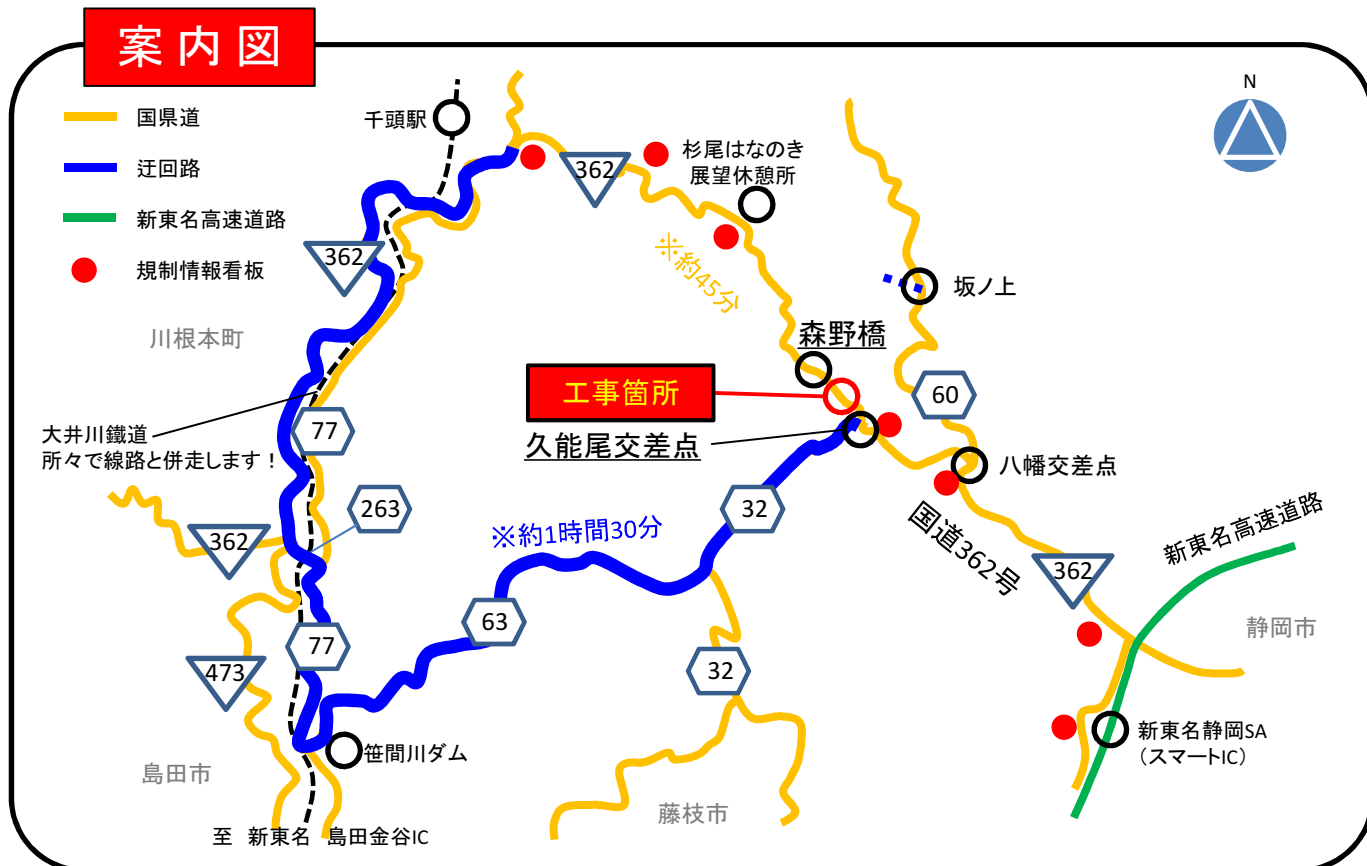 案内図
国県道
迂回路
新東名高速道路
規制情報看板
N
千頭駅
362
杉尾はなのき
展望休憩所
※約45分
坂ノ上
362
川根本町
森野橋
工事箇所
久能尾交差点
60
八幡交差点
大井川鐵道
所々で線路と併走します！
77
263
362
32
※約1時間30分
国道362号
362
新東名高速道路
静岡市
63
77
473
32
笹間川ダム
新東名静岡SA
（スマートIC）
島田市
藤枝市
至 新東名 島田金谷IC